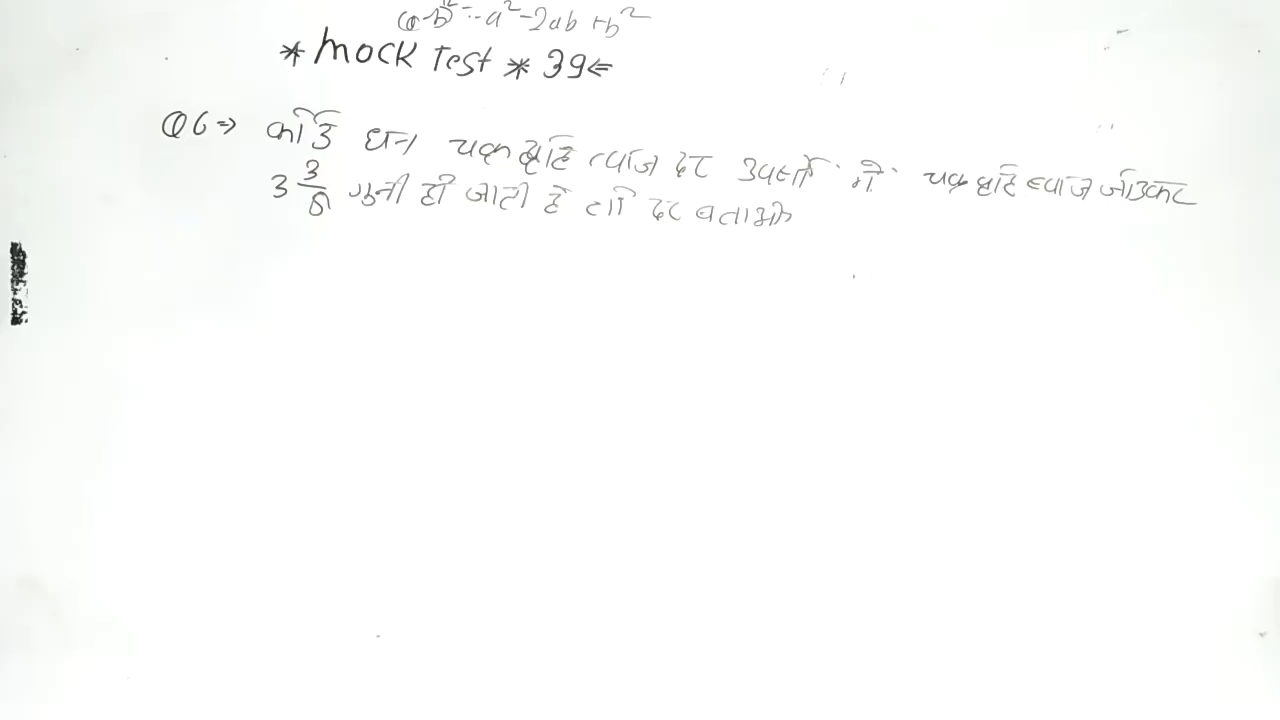 (a-b)² = a² - 2ab + b²
* Mock Test * 39 ⇐
Q6 ⇒ कोई धन चक्रवृद्धि ब्याज दर 3 वर्षों में चक्रवृद्धि ब्याज जोडकर
3 3/8 गुनी हो जाती है तो दर बताओ